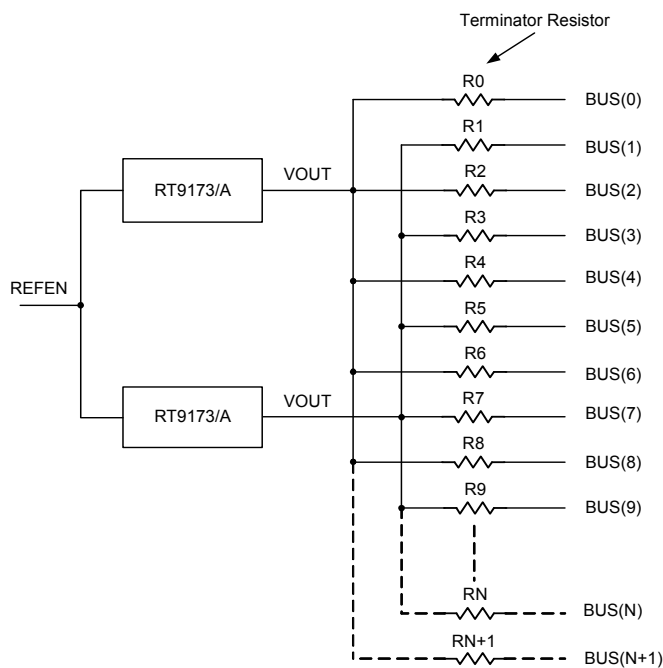 Terminator Resistor
R0
BUS(0)
R1
BUS(1)
RT9173/A
VOUT
R2
BUS(2)
R3
BUS(3)
REFEN
R4
BUS(4)
R5
BUS(5)
R6
BUS(6)
RT9173/A
VOUT
R7
BUS(7)
R8
BUS(8)
R9
BUS(9)
RN
BUS(N)
RN+1
BUS(N+1)